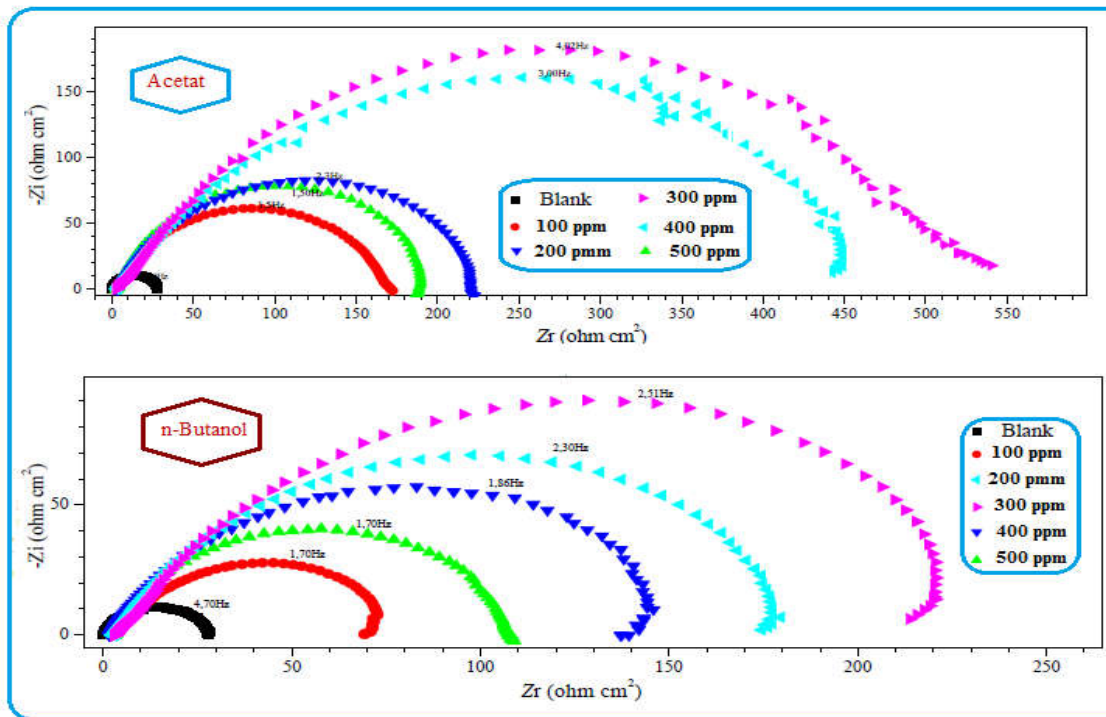 Acetat
-Zi (ohm cm²)
150
100
50
0
4,02Hz
3,00Hz
2,3Hz
1,50Hz
1,5Hz
Hz
Blank
100 ppm
200 pmm
300 ppm
400 ppm
500 ppm
0 50 100 150 200 250 300 350 400 450 500 550
Zr (ohm cm²)
n-Butanol
-Zi (ohm cm²)
50
0
2,51Hz
2,30Hz
1,86Hz
1,70Hz
1,70Hz
4,70Hz
Blank
100 ppm
200 pmm
300 ppm
400 ppm
500 ppm
0 50 100 150 200 250
Zr (ohm cm²)